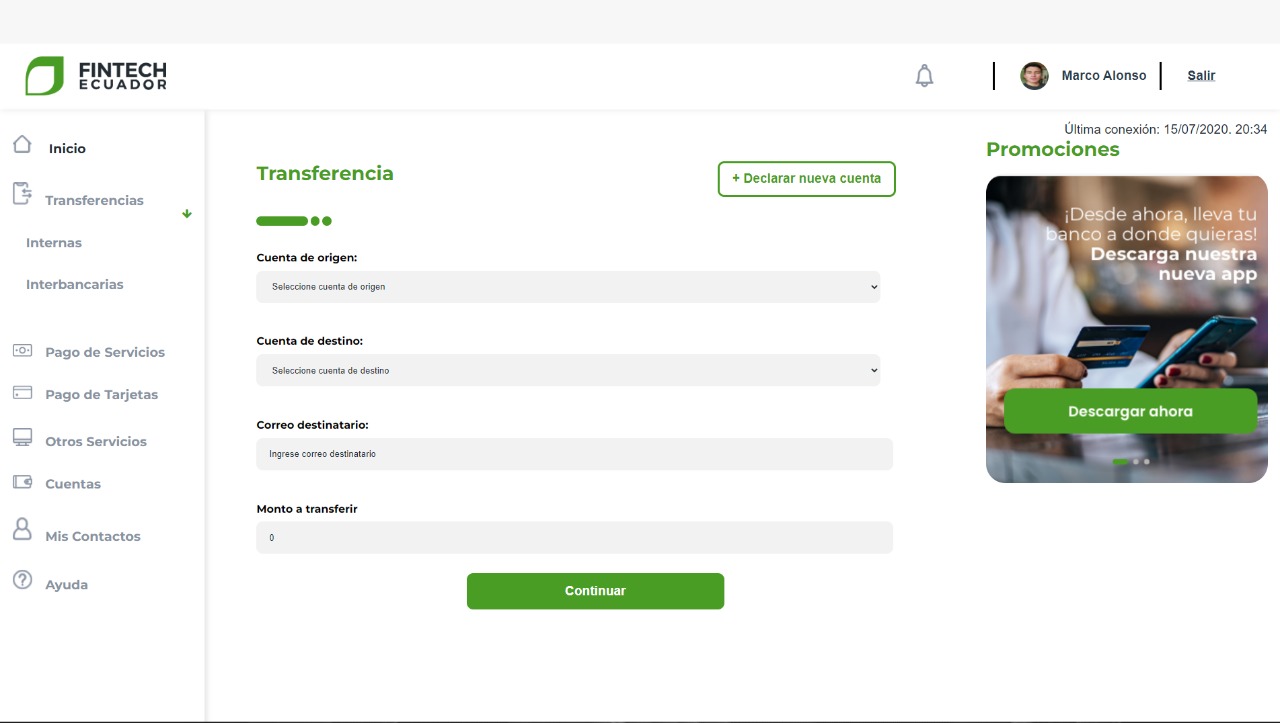 FINTECH
ECUADOR
Marco Alonso
Salir
Inicio
Transferencias
Internas
Interbancarias
Pago de Servicios
Pago de Tarjetas
Otros Servicios
Cuentas
Mis Contactos
Ayuda
Transferencia
+ Declarar nueva cuenta
Cuenta de origen:
Seleccione cuenta de origen
Cuenta de destino:
Seleccione cuenta de destino
Correo destinatario:
Ingrese correo destinatario
Monto a transferir
0
Continuar
Última conexión: 15/07/2020. 20:34
Promociones
¡Desde ahora, lleva tu
banco a donde quieras!
Descarga nuestra
nueva app
Descargar ahora